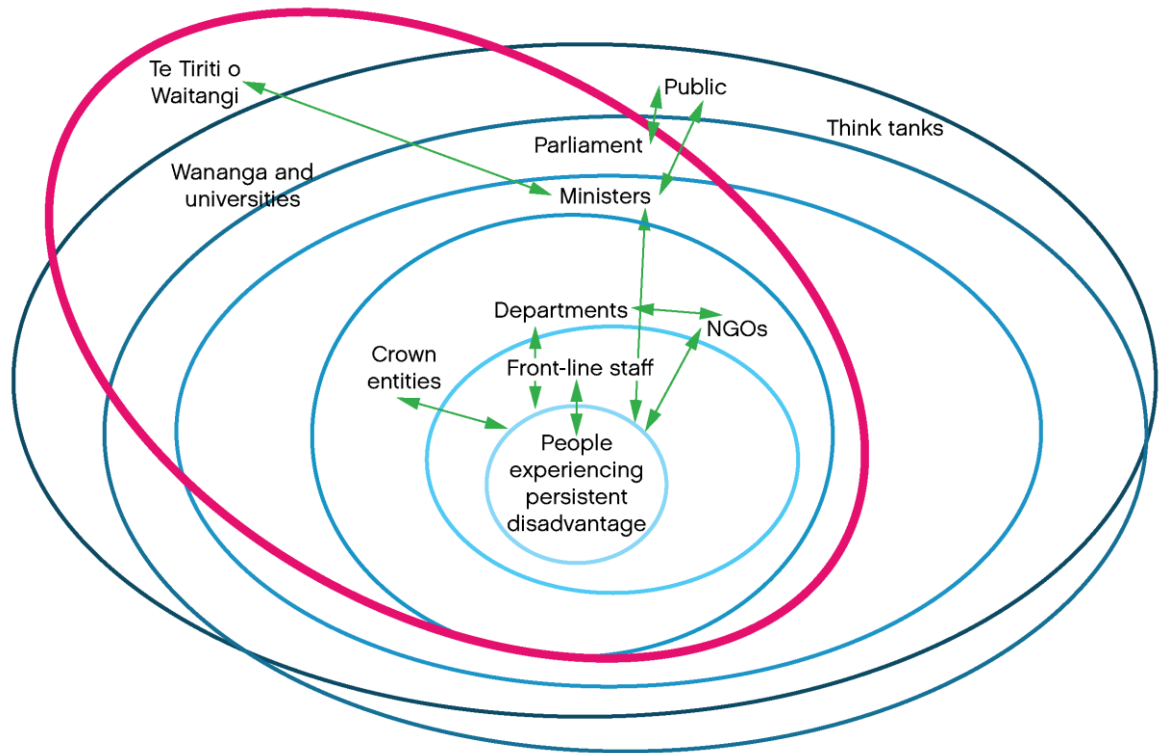 Te Tiriti o
Waitangi
Public
Think tanks
Parliament
Wananga and
universities
Ministers
Departments
NGOs
Crown
entities
Front-line staff
People
experiencing
persistent
disadvantage